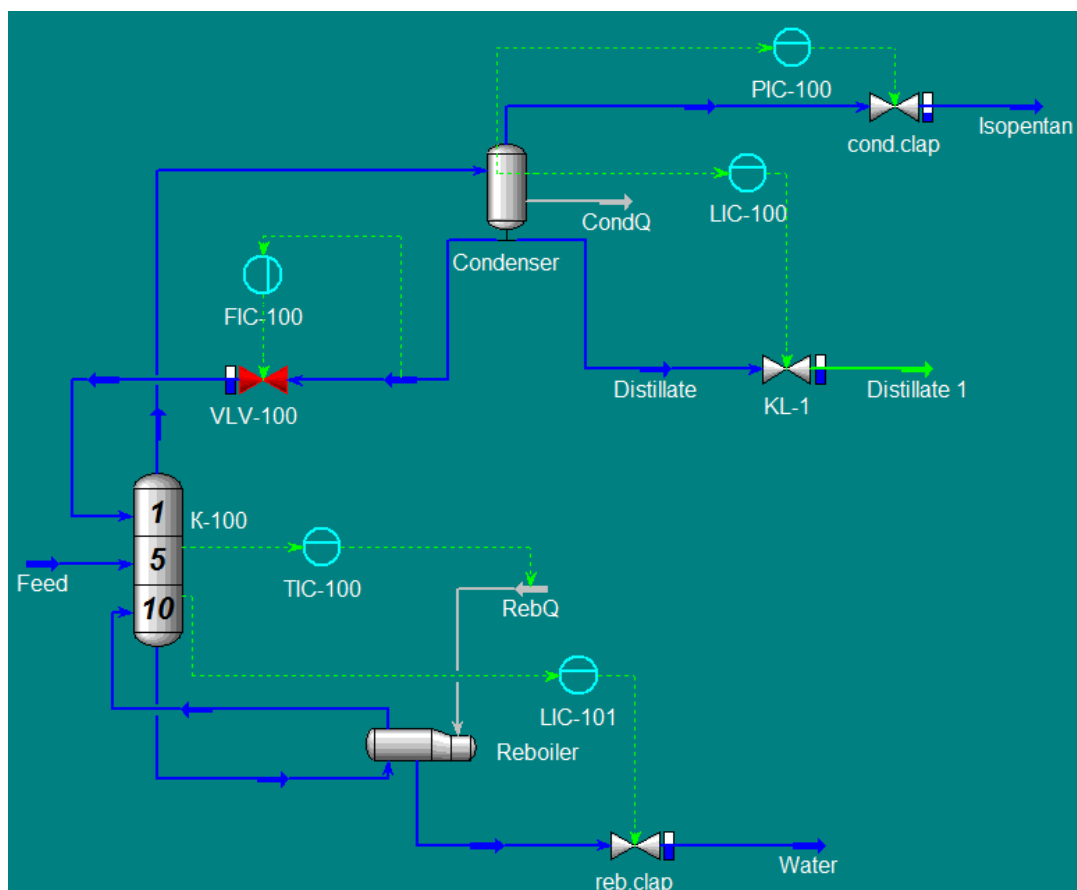 PIC-100
cond.clap
Isopentan
LIC-100
CondQ
Condenser
FIC-100
VLV-100
Distillate
KL-1
Distillate 1
1
К-100
5
Feed
TIC-100
10
RebQ
LIC-101
Reboiler
reb.clap
Water